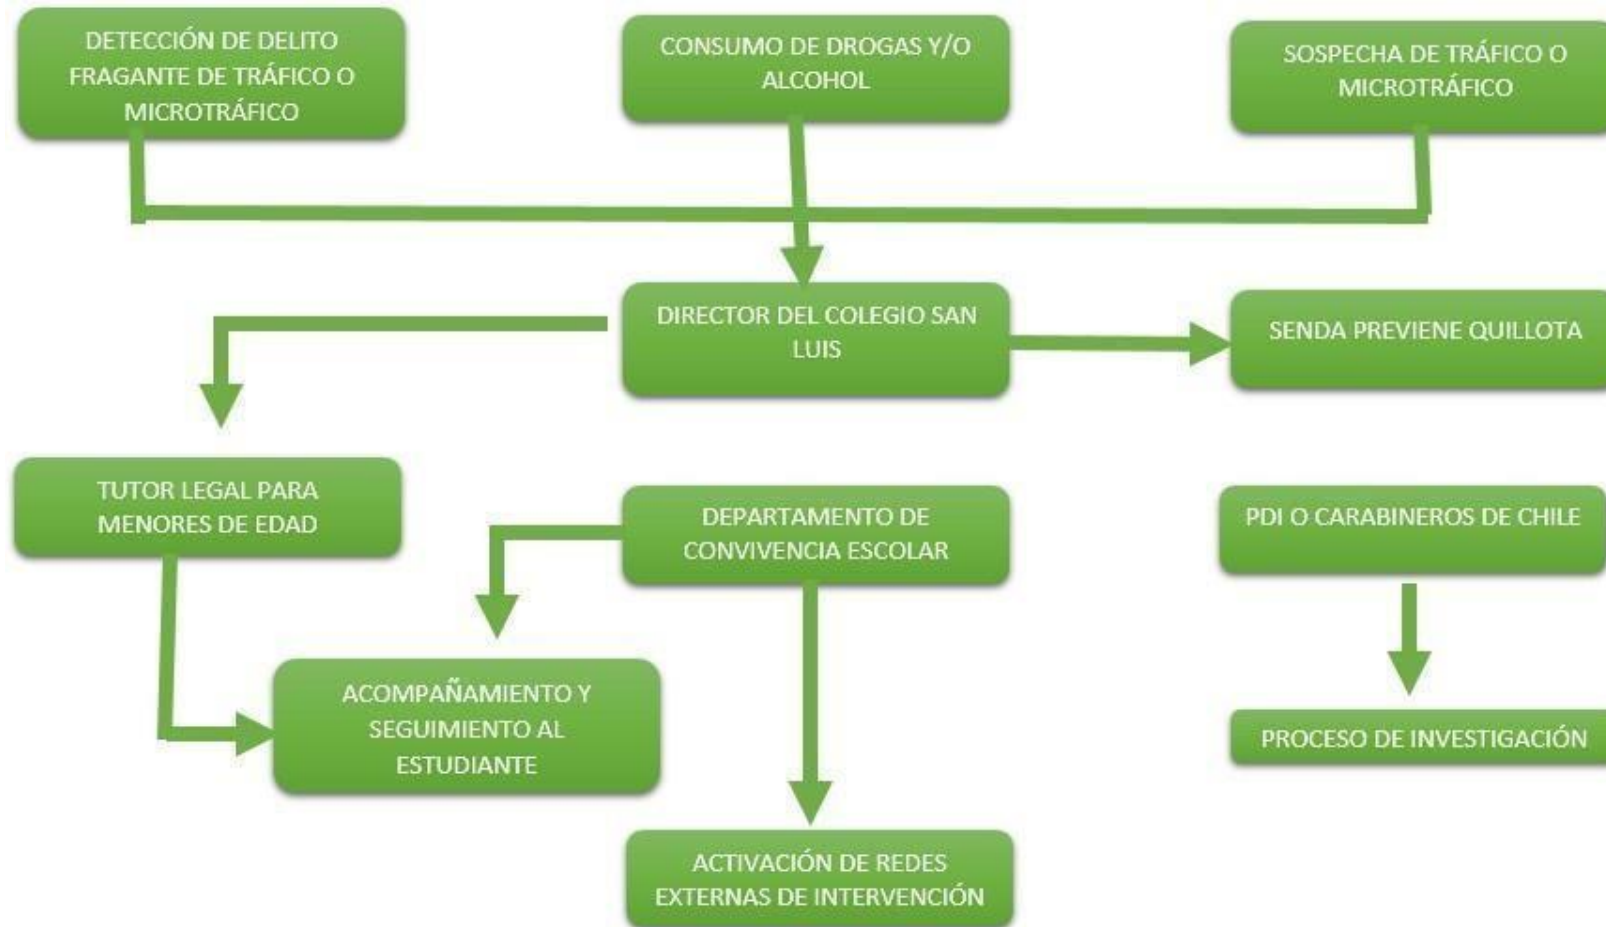 DETECCIÓN DE DELITO
FRAGANTE DE TRÁFICO O
MICROTRÁFICO
CONSUMO DE DROGAS Y/O
ALCOHOL
SOSPECHA DE TRÁFICO O
MICROTRÁFICO
DIRECTOR DEL COLEGIO SAN
LUIS
SENDA PREVIENE QUILLOTA
TUTOR LEGAL PARA
MENORES DE EDAD
DEPARTAMENTO DE
CONVIVENCIA ESCOLAR
PDI O CARABINEROS DE CHILE
ACOMPAÑAMIENTO Y
SEGUIMIENTO AL
ESTUDIANTE
PROCESO DE INVESTIGACIÓN
ACTIVACIÓN DE REDES
EXTERNAS DE INTERVENCIÓN